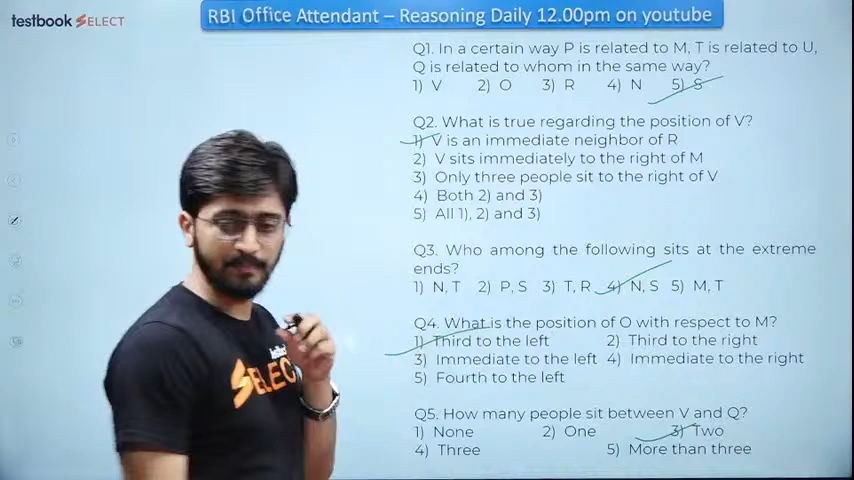 testbook SELECT
RBI Office Attendant – Reasoning Daily 12.00pm on youtube
Q1. In a certain way P is related to M, T is related to U,
Q is related to whom in the same way?
1) V 2) O 3) R 4) N 5) S
Q2. What is true regarding the position of V?
1) V is an immediate neighbor of R
2) V sits immediately to the right of M
3) Only three people sit to the right of V
4) Both 2) and 3)
5) All 1), 2) and 3)
Q3. Who among the following sits at the extreme
ends?
1) N, T 2) P, S 3) T, R 4) N, S 5) M, T
Q4. What is the position of O with respect to M?
1) Third to the left 2) Third to the right
3) Immediate to the left 4) Immediate to the right
5) Fourth to the left
Q5. How many people sit between V and Q?
1) None 2) One 3) Two
4) Three 5) More than three
SELECT